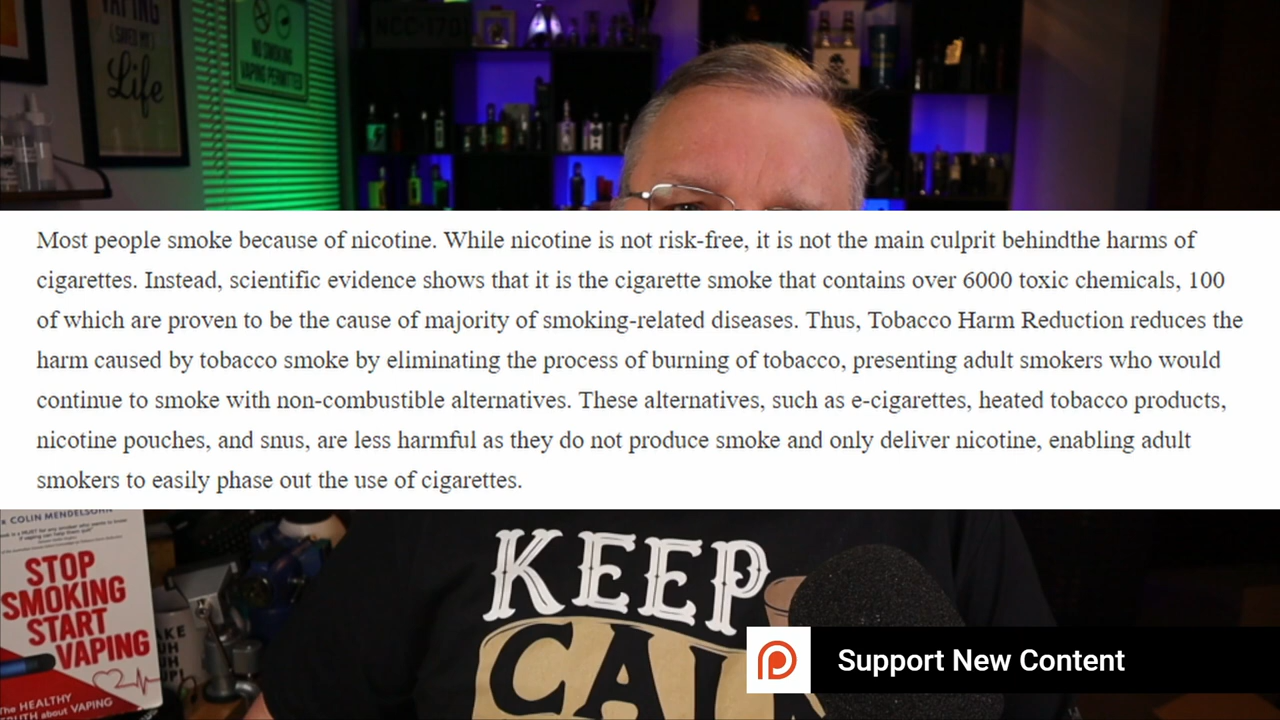 NCC-1701
VAPING
(SAVED MY)
Life
NO SMOKING
VAPING PERMITTED
Most people smoke because of nicotine. While nicotine is not risk-free, it is not the main culprit behindthe harms of
cigarettes. Instead, scientific evidence shows that it is the cigarette smoke that contains over 6000 toxic chemicals, 100
of which are proven to be the cause of majority of smoking-related diseases. Thus, Tobacco Harm Reduction reduces the
harm caused by tobacco smoke by eliminating the process of burning of tobacco, presenting adult smokers who would
continue to smoke with non-combustible alternatives. These alternatives, such as e-cigarettes, heated tobacco products,
nicotine pouches, and snus, are less harmful as they do not produce smoke and only deliver nicotine, enabling adult
smokers to easily phase out the use of cigarettes.
COLIN MENDELSOHN
STOP
SMOKING
START
VAPING
The HEALTHY
TRUTH about VAPING
KEEP
CAL
Support New Content